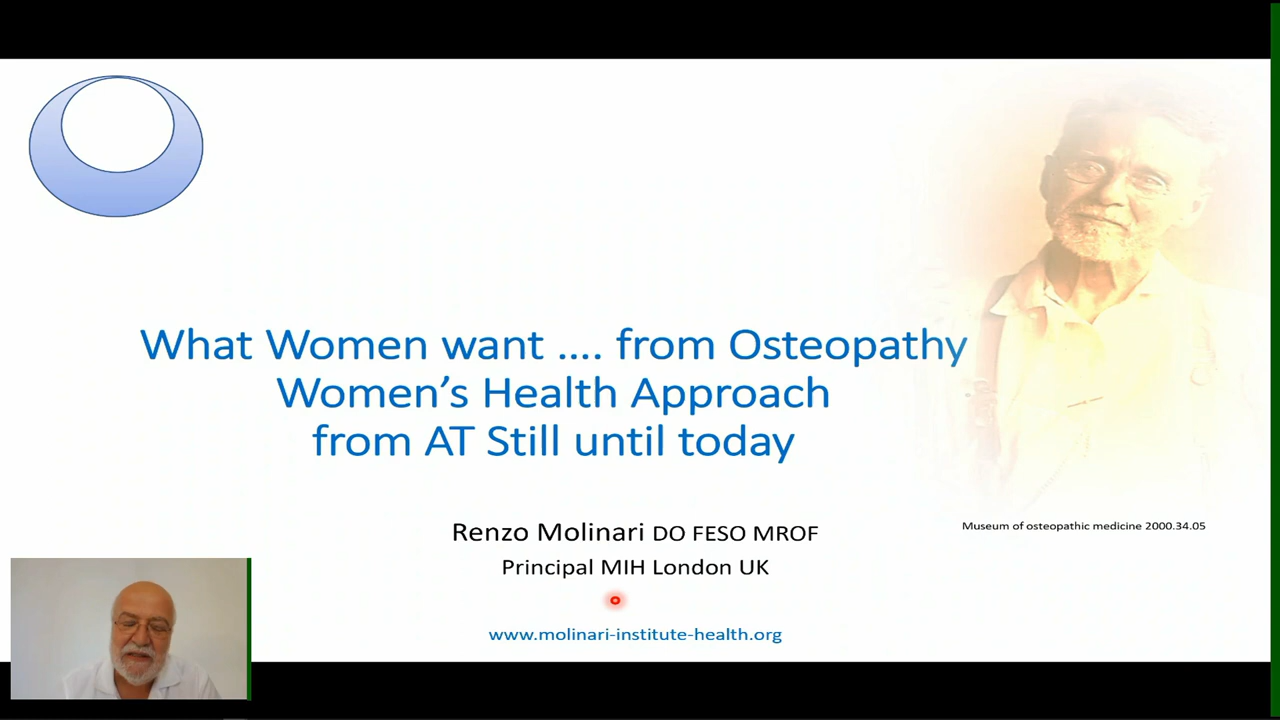 What Women want .... from Osteopathy
Women’s Health Approach
from AT Still until today
Renzo Molinari DO FESO MROF
Museum of osteopathic medicine 2000.34.05
Principal MIH London UK
www.molinari-institute-health.org